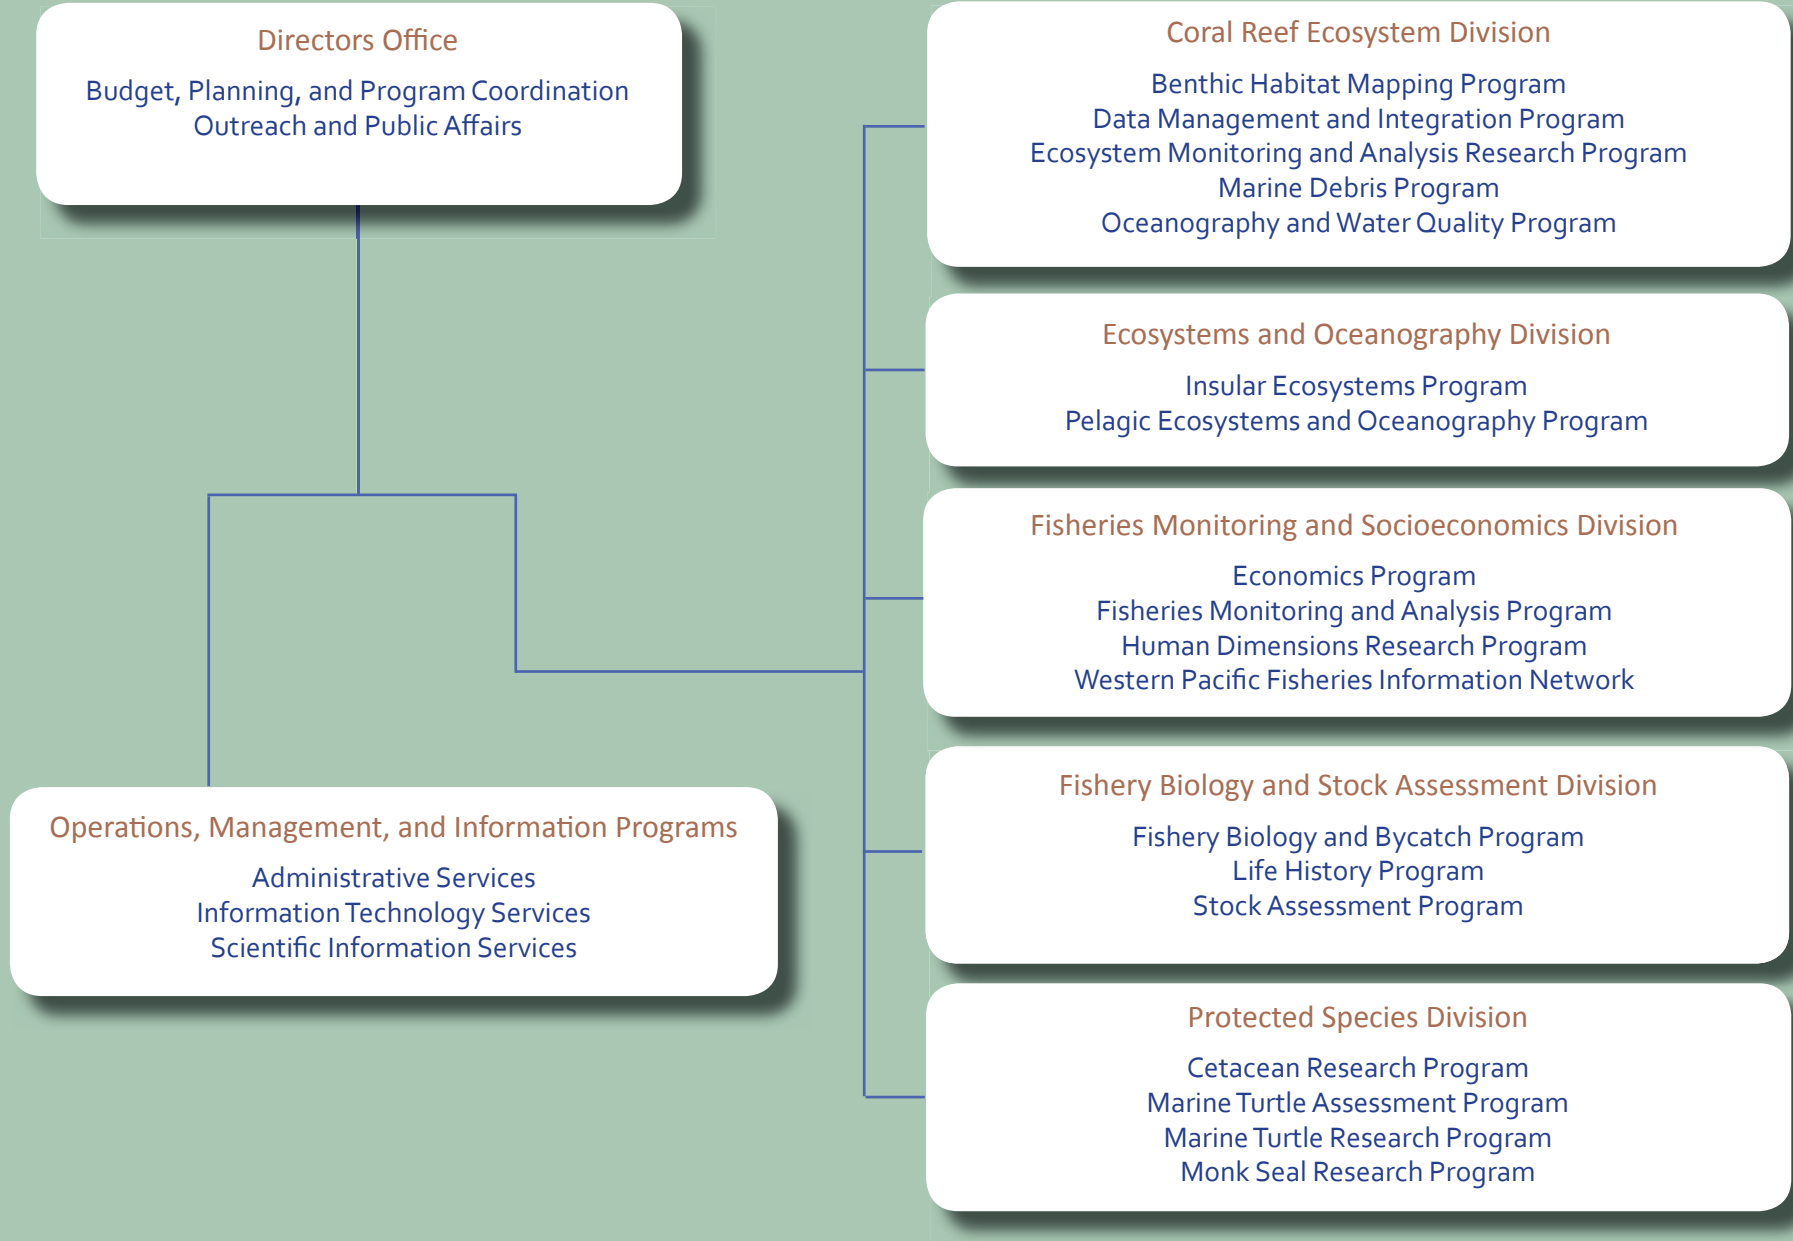 Directors Office
Budget, Planning, and Program Coordination
Outreach and Public Affairs
Operations, Management, and Information Programs
Administrative Services
Information Technology Services
Scientific Information Services
Coral Reef Ecosystem Division
Benthic Habitat Mapping Program
Data Management and Integration Program
Ecosystem Monitoring and Analysis Research Program
Marine Debris Program
Oceanography and Water Quality Program
Ecosystems and Oceanography Division
Insular Ecosystems Program
Pelagic Ecosystems and Oceanography Program
Fisheries Monitoring and Socioeconomics Division
Economics Program
Fisheries Monitoring and Analysis Program
Human Dimensions Research Program
Western Pacific Fisheries Information Network
Fishery Biology and Stock Assessment Division
Fishery Biology and Bycatch Program
Life History Program
Stock Assessment Program
Protected Species Division
Cetacean Research Program
Marine Turtle Assessment Program
Marine Turtle Research Program
Monk Seal Research Program